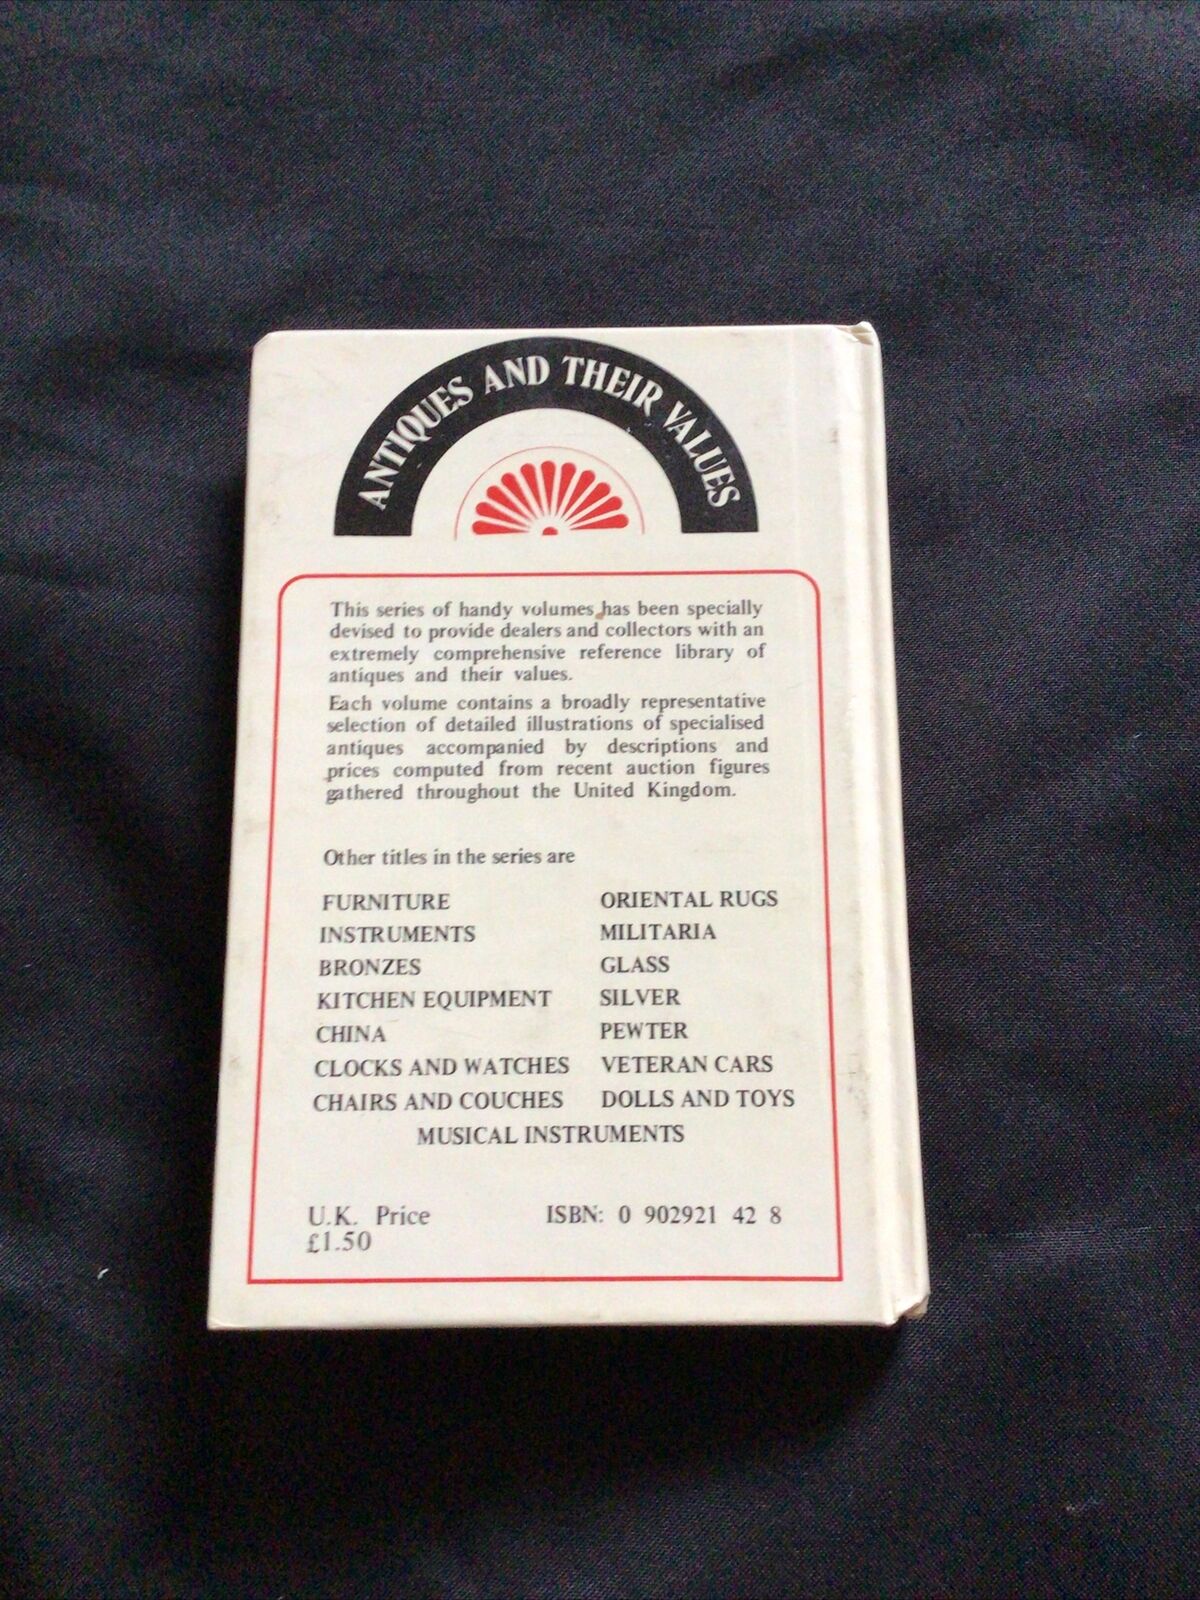 ANTIQUES AND THEIR VALUES
This series of handy volumes has been specially
devised to provide dealers and collectors with an
extremely comprehensive reference library of
antiques and their values.
Each volume contains a broadly representative
selection of detailed illustrations of specialised
antiques accompanied by descriptions and
prices computed from recent auction figures
gathered throughout the United Kingdom.
Other titles in the series are
FURNITURE
INSTRUMENTS
BRONZES
KITCHEN EQUIPMENT
CHINA
CLOCKS AND WATCHES
CHAIRS AND COUCHES
ORIENTAL RUGS
MILITARIA
GLASS
SILVER
PEWTER
VETERAN CARS
DOLLS AND TOYS
MUSICAL INSTRUMENTS
U.K. Price
£1.50
ISBN: 0 902921 42 8